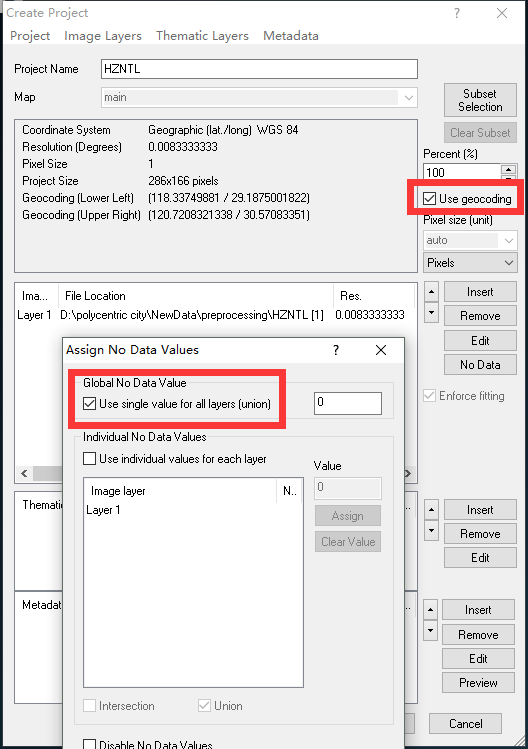 Create Project
Project Image Layers Thematic Layers Metadata
Project Name HZNTL
Map main
Subset Selection
Clear Subset
Coordinate System Geographic (lat./long) WGS 84
Resolution (Degrees) 0.0083333333
Pixel Size 1
Project Size 286x166 pixels
Geocoding (Lower Left) (118.33749881 / 29.1875001822)
Geocoding (Upper Right) (120.7208321338 / 30.57083351)
Percent (%)
100
Use geocoding
Pixel size (unit)
auto
Pixels
Ima... File Location Res.
Layer 1 D:\polycentric city\NewData\preprocessing\HZNTL [1] 0.0083333333
Insert
Remove
Edit
No Data
Enforce fitting
Assign No Data Values
Global No Data Value
Use single value for all layers (union) 0
Individual No Data Values
Use individual values for each layer
Value
0
Image layer N..
Layer 1
Assign
Clear Value
Intersection Union
Disable No Data Values
Themati
Insert
Remove
Edit
Metadat
Insert
Remove
Edit
Preview
Cancel